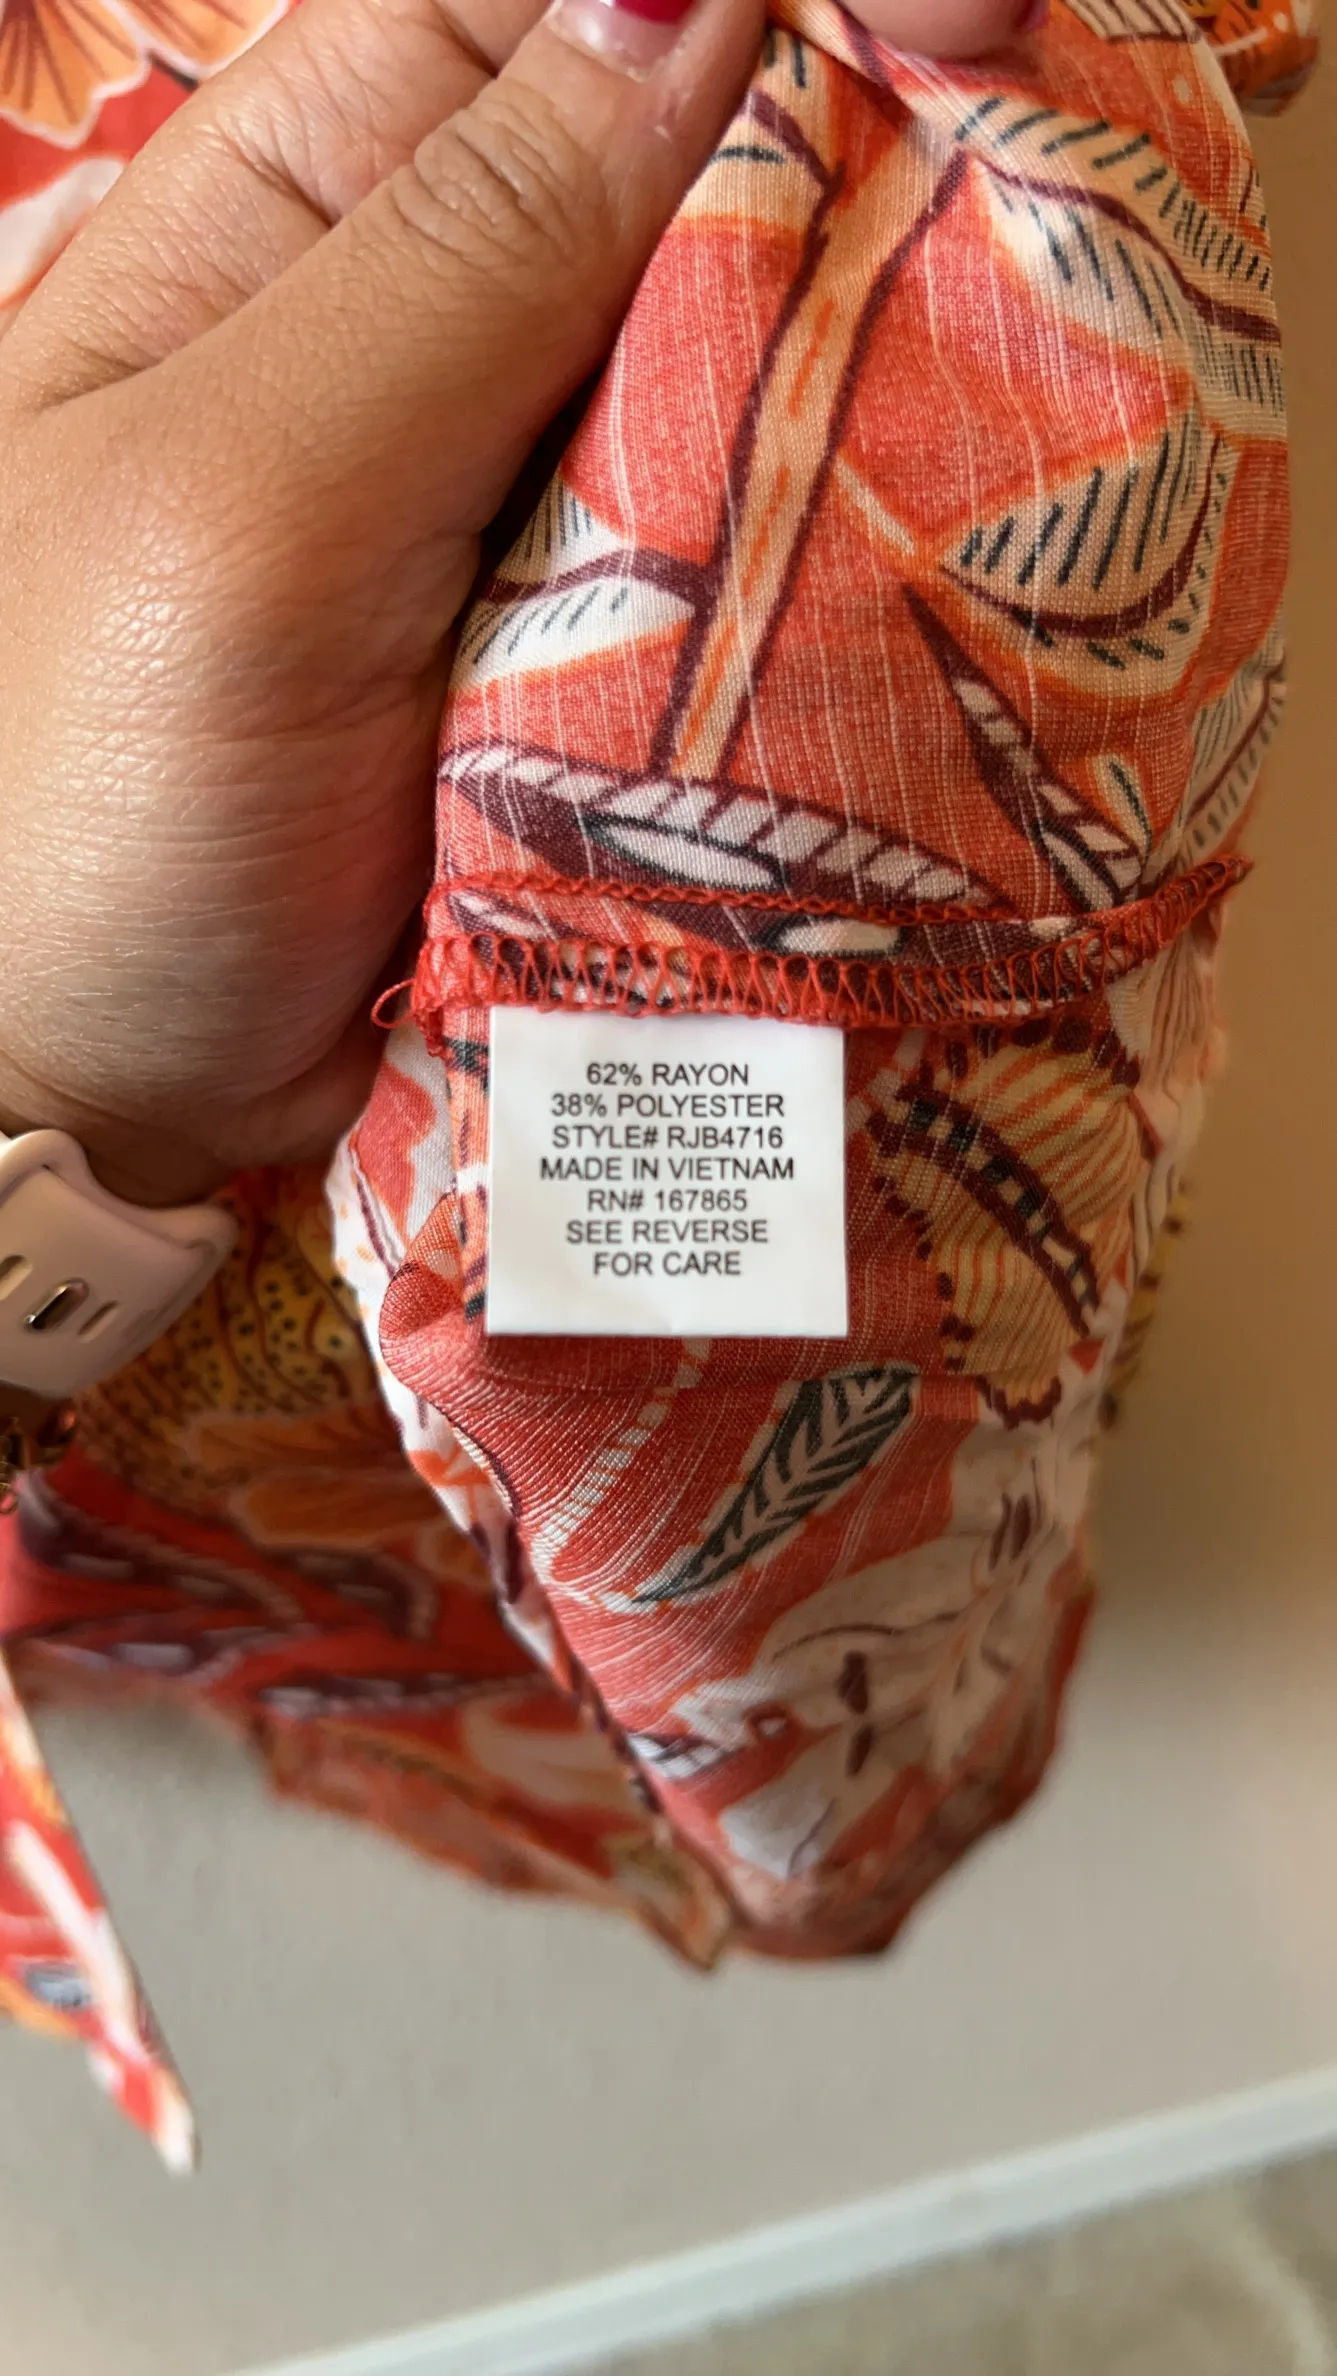 62% RAYON
38% POLYESTER
STYLE# RJB4716
MADE IN VIETNAM
RN# 167865
SEE REVERSE
FOR CARE